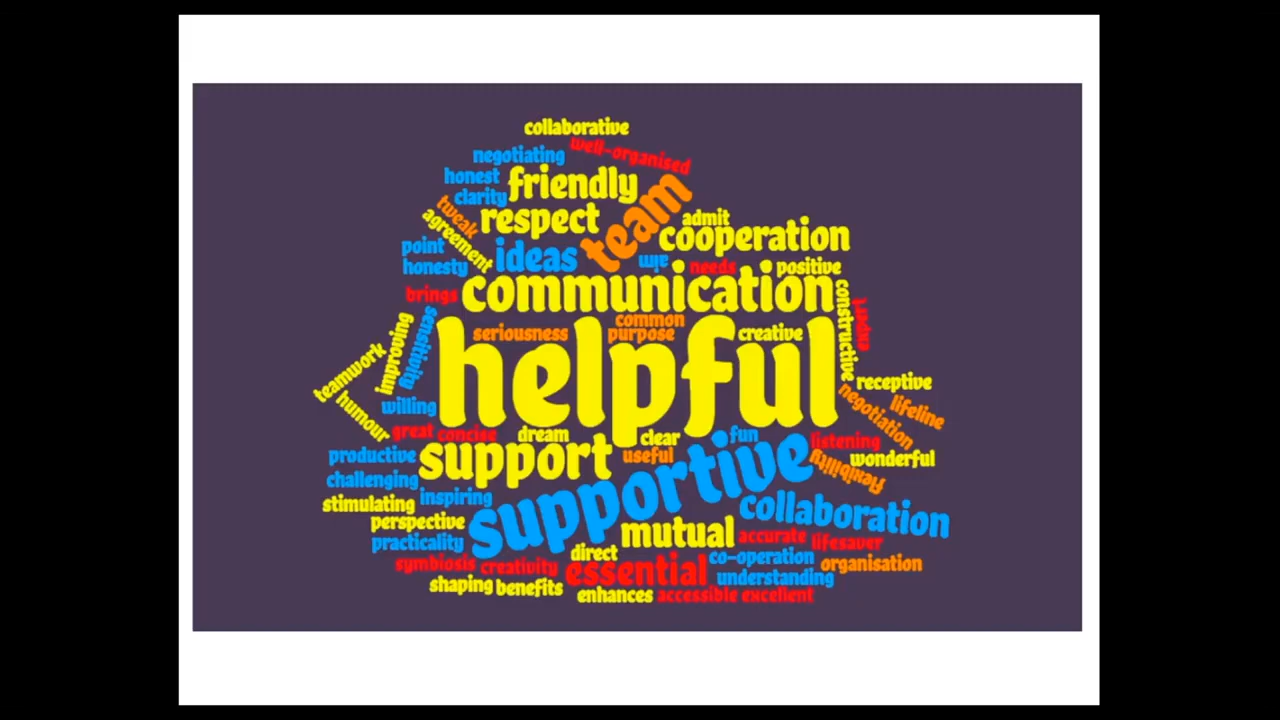 collaborative
negotiating
well-organised
honest
friendly
clarity
team
tweak
respect
admit
agreement
cooperation
point
ideas
aim
needs
positive
honesty
communication
brings
constructive
expert
sensitivity
improving
seriousness
common
purpose
creative
helpful
teamwork
humour
willing
receptive
negotiation
lifeline
great
concise
dream
clear
fun
listening
productive
support
useful
supportive
flexibility
wonderful
challenging
inspiring
stimulating
perspective
collaboration
practicality
mutual
accurate
lifesaver
direct
co-operation
organisation
symbiosis
creativity
essential
understanding
shaping
benefits
enhances
accessible
excellent